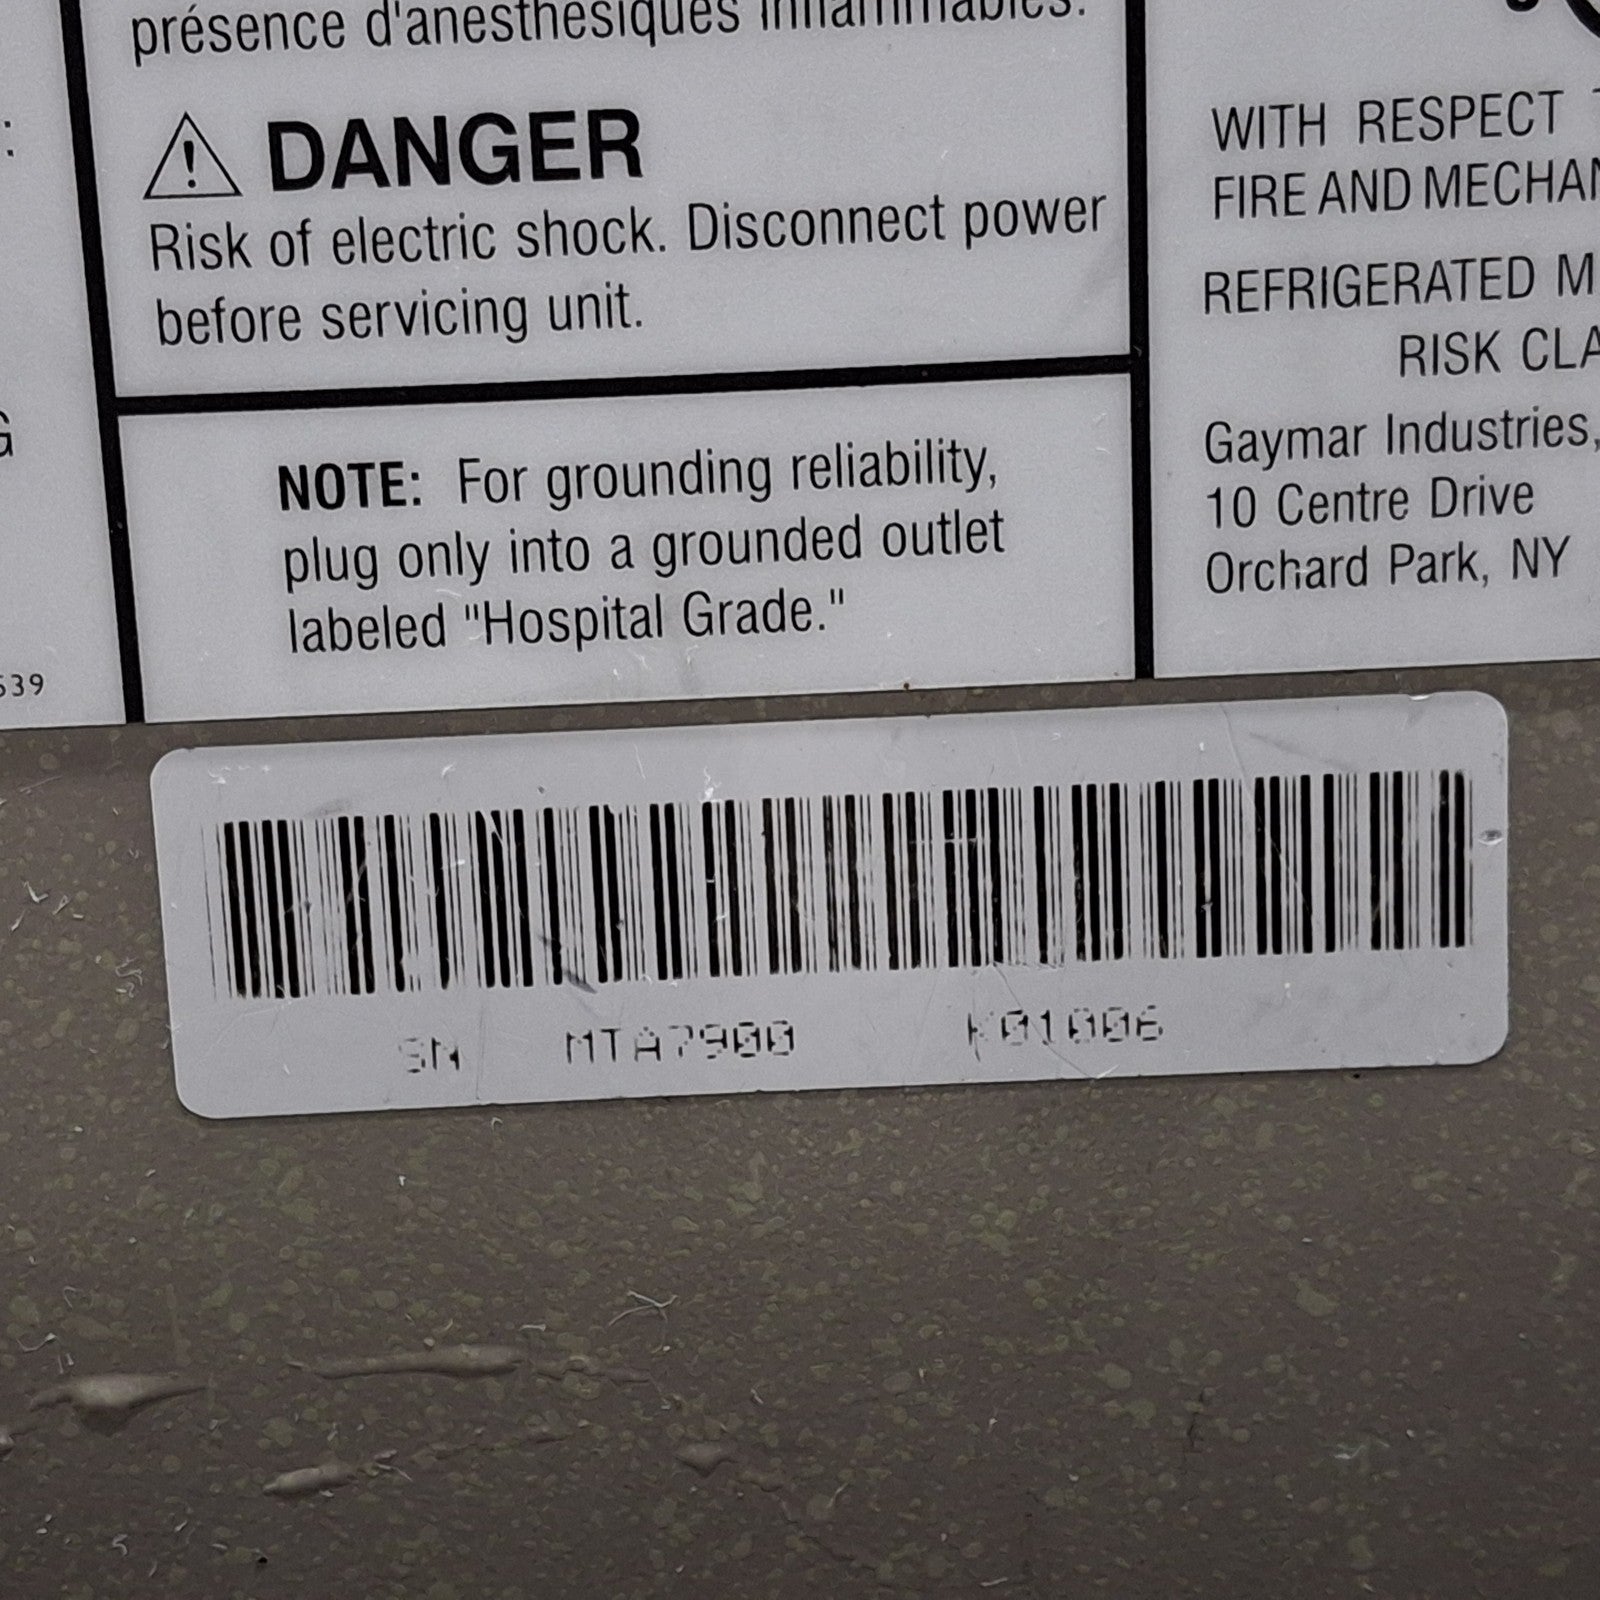 présence d'anesthésiques inflammables.
DANGER
Risk of electric shock. Disconnect power
before servicing unit.
NOTE: For grounding reliability,
plug only into a grounded outlet
labeled "Hospital Grade."
WITH RESPECT
FIRE AND MECHAN
REFRIGERATED M
RISK CLA
Gaymar Industries,
10 Centre Drive
Orchard Park, NY
G
539
SN MTA7900 K01006